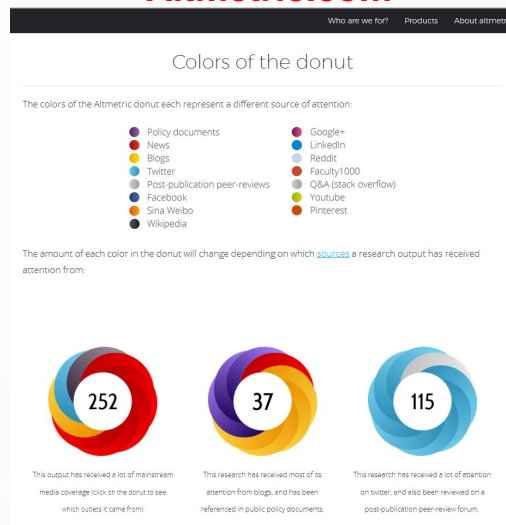 Who are we for? Products About altmetr
Colors of the donut
The colors of the Altmetric donut each represent a different source of attention:
Policy documents
News
Blogs
Twitter
Post-publication peer-reviews
Facebook
Sina Weibo
Wikipedia
Google+
LinkedIn
Reddit
Faculty1000
Q&A (stack overflow)
Youtube
Pinterest
The amount of each color in the donut will change depending on which sources a research output has received
attention from:
252
This output has received a lot of mainstream
media coverage (click on the donut to see
which outlets it came from)
37
This research has received most of its
attention from blogs, and has been
referenced in public policy documents.
115
This research has received a lot of attention
on twitter, and also been reviewed on a
post-publication peer-review forum.